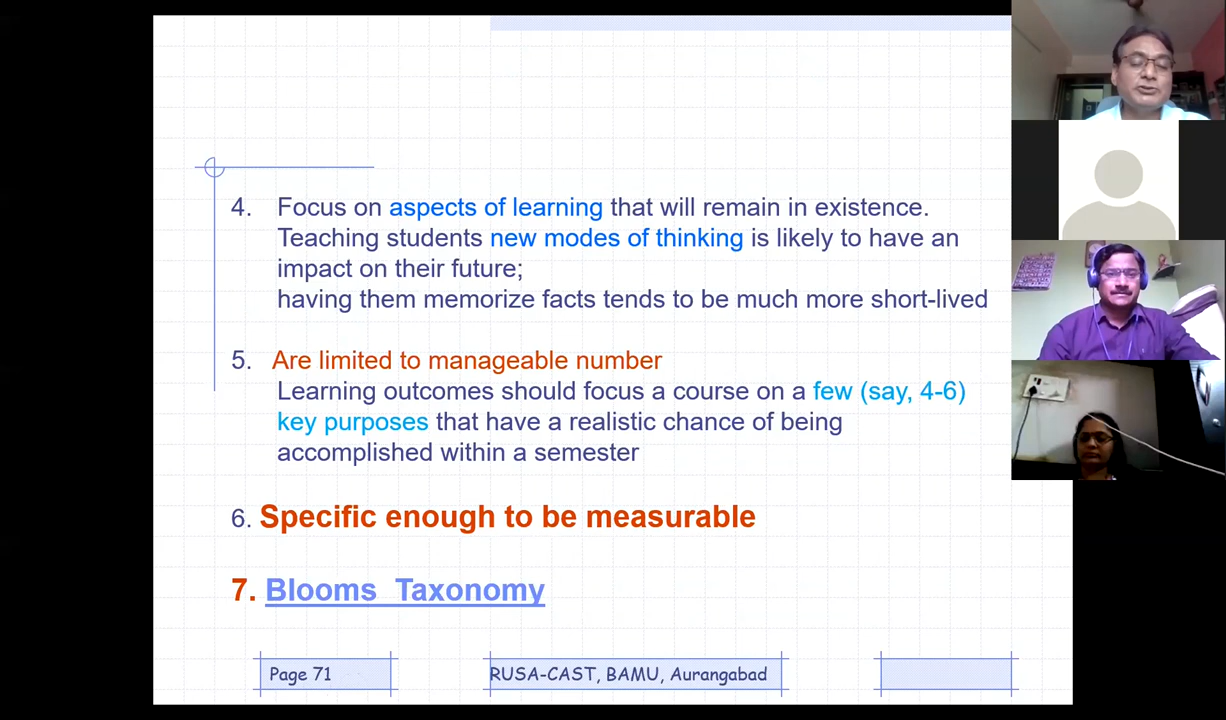 4. Focus on aspects of learning that will remain in existence.
Teaching students new modes of thinking is likely to have an
impact on their future;
having them memorize facts tends to be much more short-lived
5. Are limited to manageable number
Learning outcomes should focus a course on a few (say, 4-6)
key purposes that have a realistic chance of being
accomplished within a semester
6. Specific enough to be measurable
7. Blooms Taxonomy
Page 71
RUSA-CAST, BAMU, Aurangabad